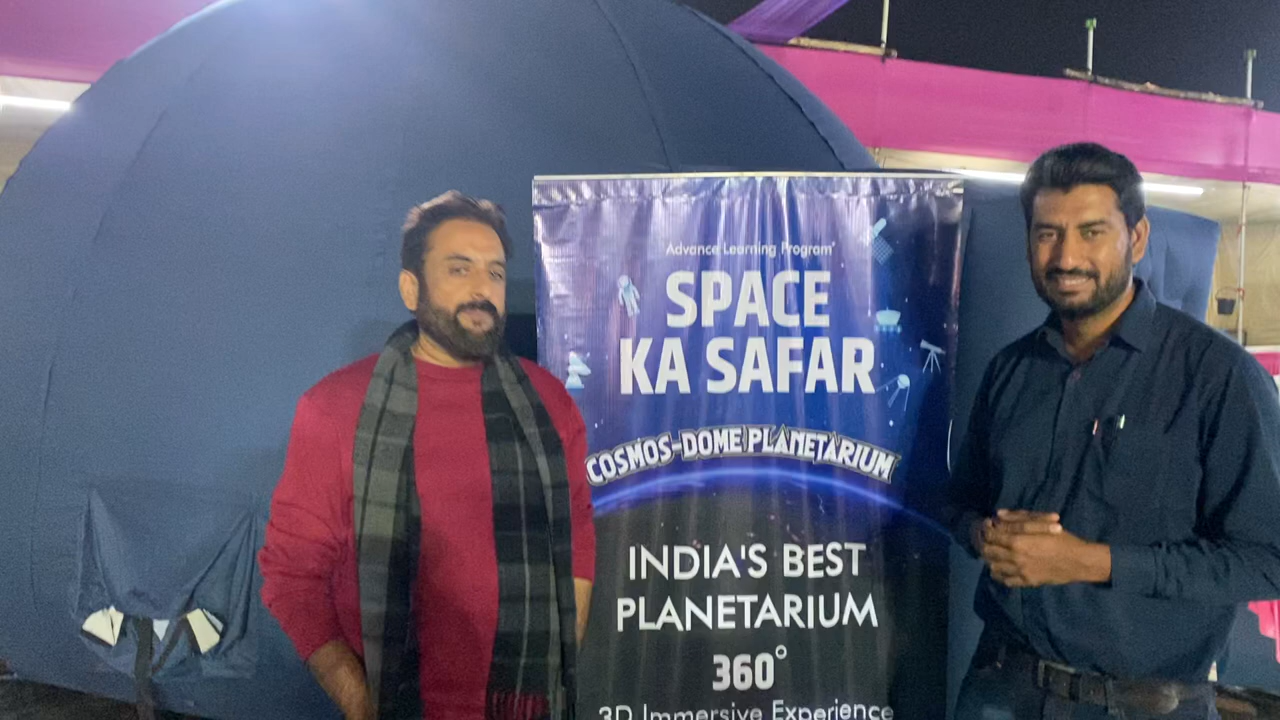 Advance Learning Program
SPACE
KA SAFAR
COSMOS-DOME PLANETARIUM
INDIA'S BEST
PLANETARIUM
360°
3D Immersive Experience